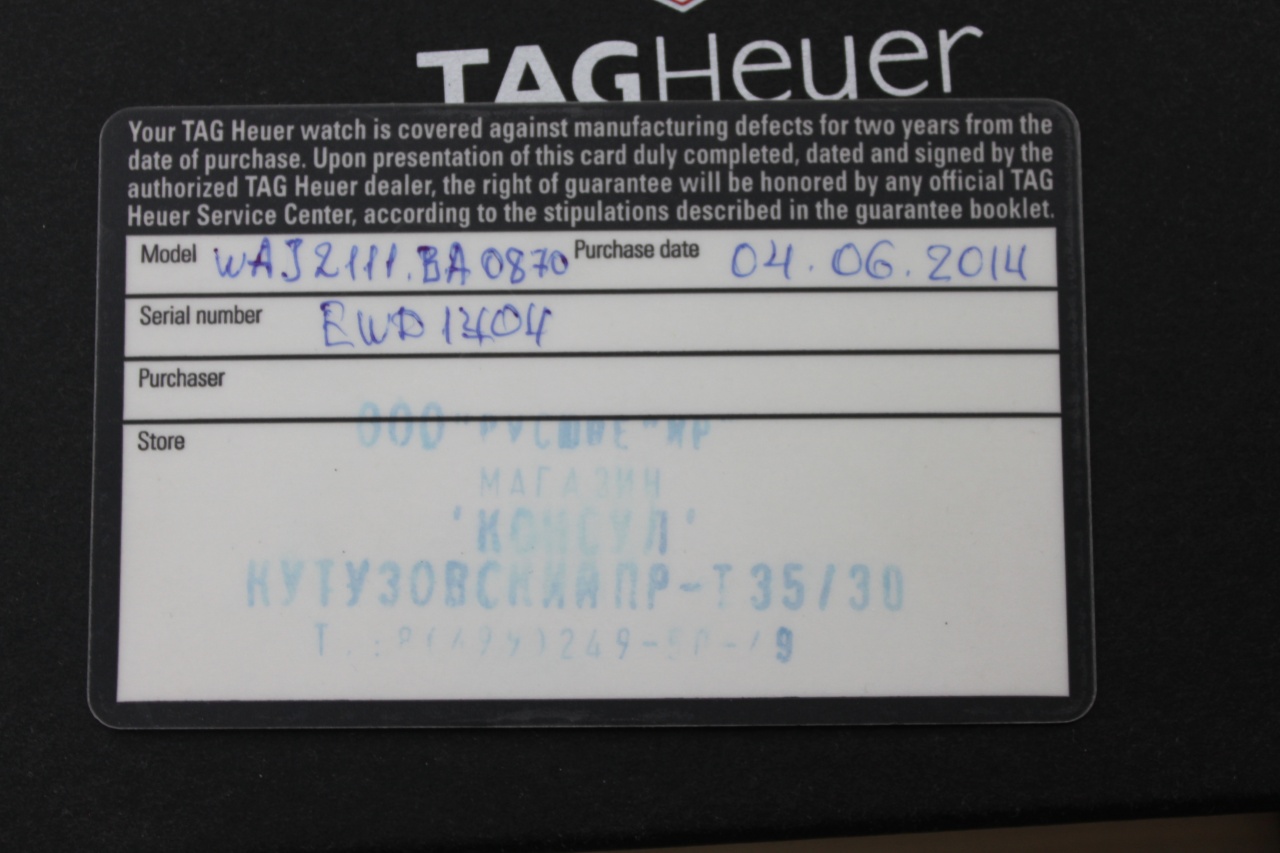 TAGHeuer
Your TAG Heuer watch is covered against manufacturing defects for two years from the
date of purchase. Upon presentation of this card duly completed, dated and signed by the
authorized TAG Heuer dealer, the right of guarantee will be honored by any official TAG
Heuer Service Center, according to the stipulations described in the guarantee booklet.
Model WAJ2111.BA0870 Purchase date 04.06.2014
Serial number
Purchaser
Store
ООО
МАГАЗИН
'КОНСУЛ'
КУТУЗОВСКИЙ ПР-Т 35/30